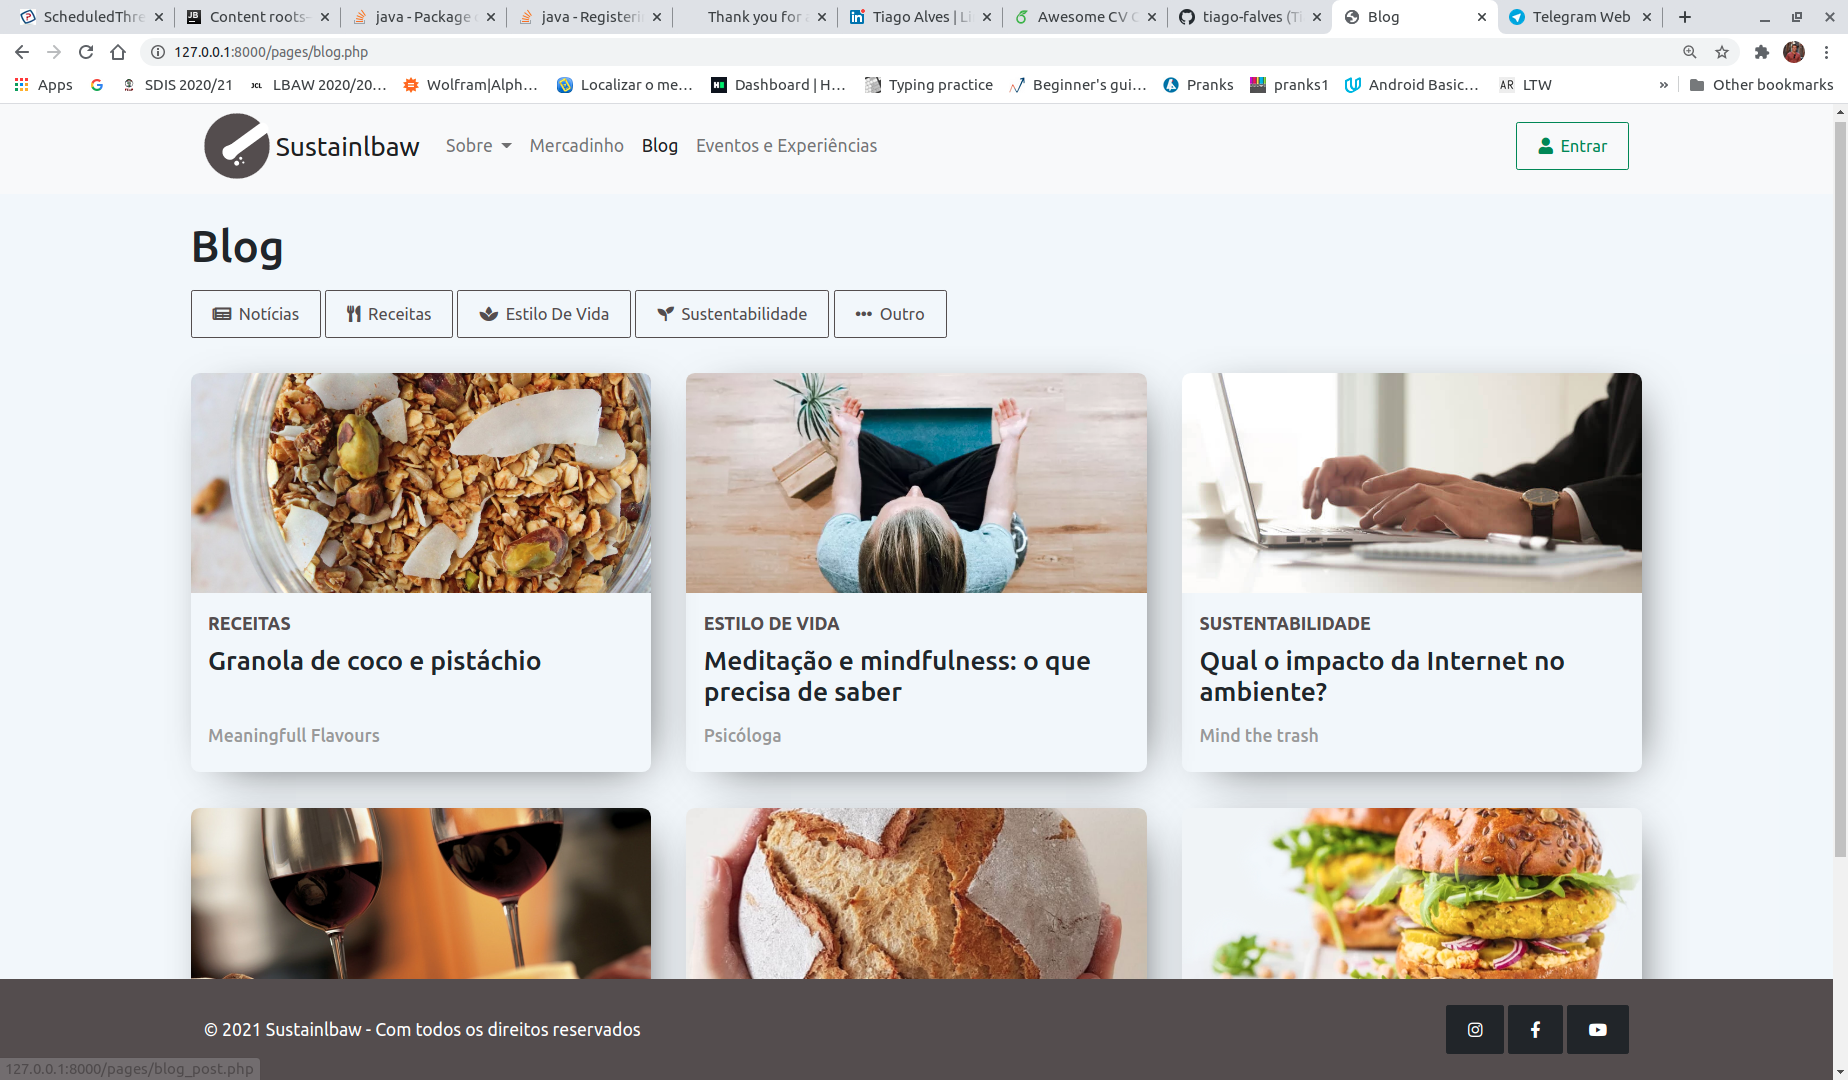 ScheduledThre
Content roots-
java - Package
java - Registerin
Thank you for
Tiago Alves | Li
Awesome CV
tiago-falves (Ti
Blog
Telegram Web
127.0.0.1:8000/pages/blog.php
Apps
SDIS 2020/21
LBAW 2020/20...
Wolfram|Alph...
Localizar o me...
Dashboard | H...
Typing practice
Beginner's gui...
Pranks
pranks1
Android Basic...
LTW
»
Other bookmarks
Sustainlbaw
Sobre
Mercadinho
Blog
Eventos e Experiências
Entrar
Blog
Notícias
Receitas
Estilo De Vida
Sustentabilidade
Outro
RECEITAS
Granola de coco e pistáchio
Meaningfull Flavours
ESTILO DE VIDA
Meditação e mindfulness: o que
precisa de saber
Psicóloga
SUSTENTABILIDADE
Qual o impacto da Internet no
ambiente?
Mind the trash
© 2021 Sustainlbaw - Com todos os direitos reservados
127.0.0.1:8000/pages/blog_post.php